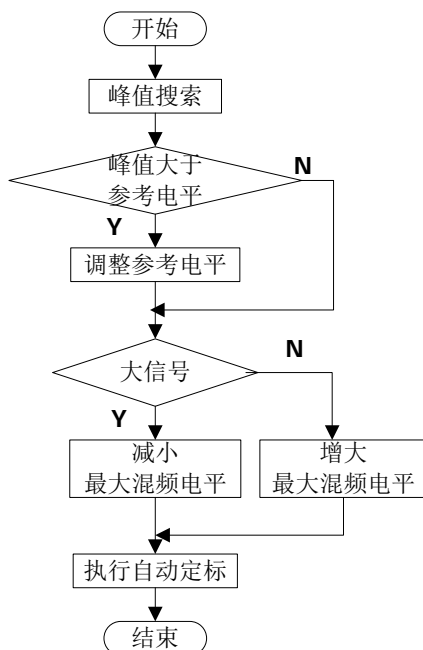 开始
峰值搜索
峰值大于
参考电平
N
Y
调整参考电平
大信号
N
Y
减小
最大混频电平
增大
最大混频电平
执行自动定标
结束